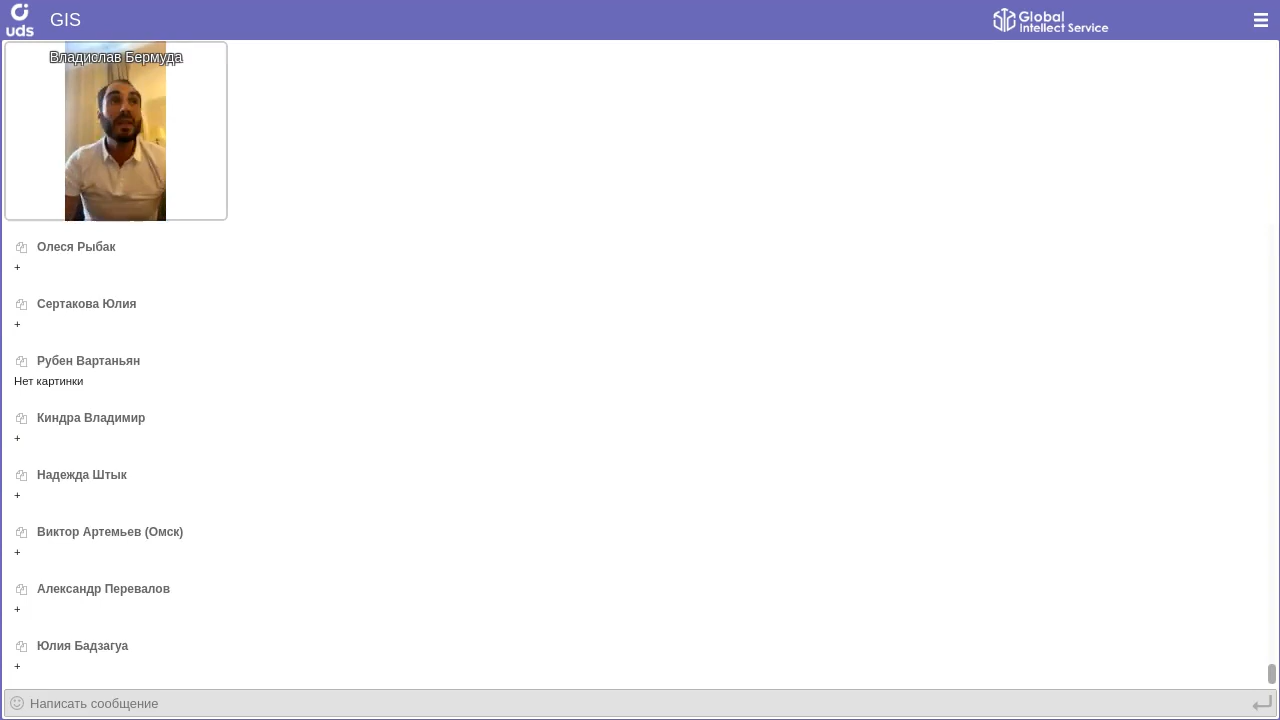 uds
GIS
Global
Intellect Service
Владислав Бермуда
Олеся Рыбак
+
Сертакова Юлия
+
Рубен Вартаньян
Нет картинки
Киндра Владимир
+
Надежда Штык
+
Виктор Артемьев (Омск)
+
Александр Перевалов
+
Юлия Бадзагуа
+
Написать сообщение